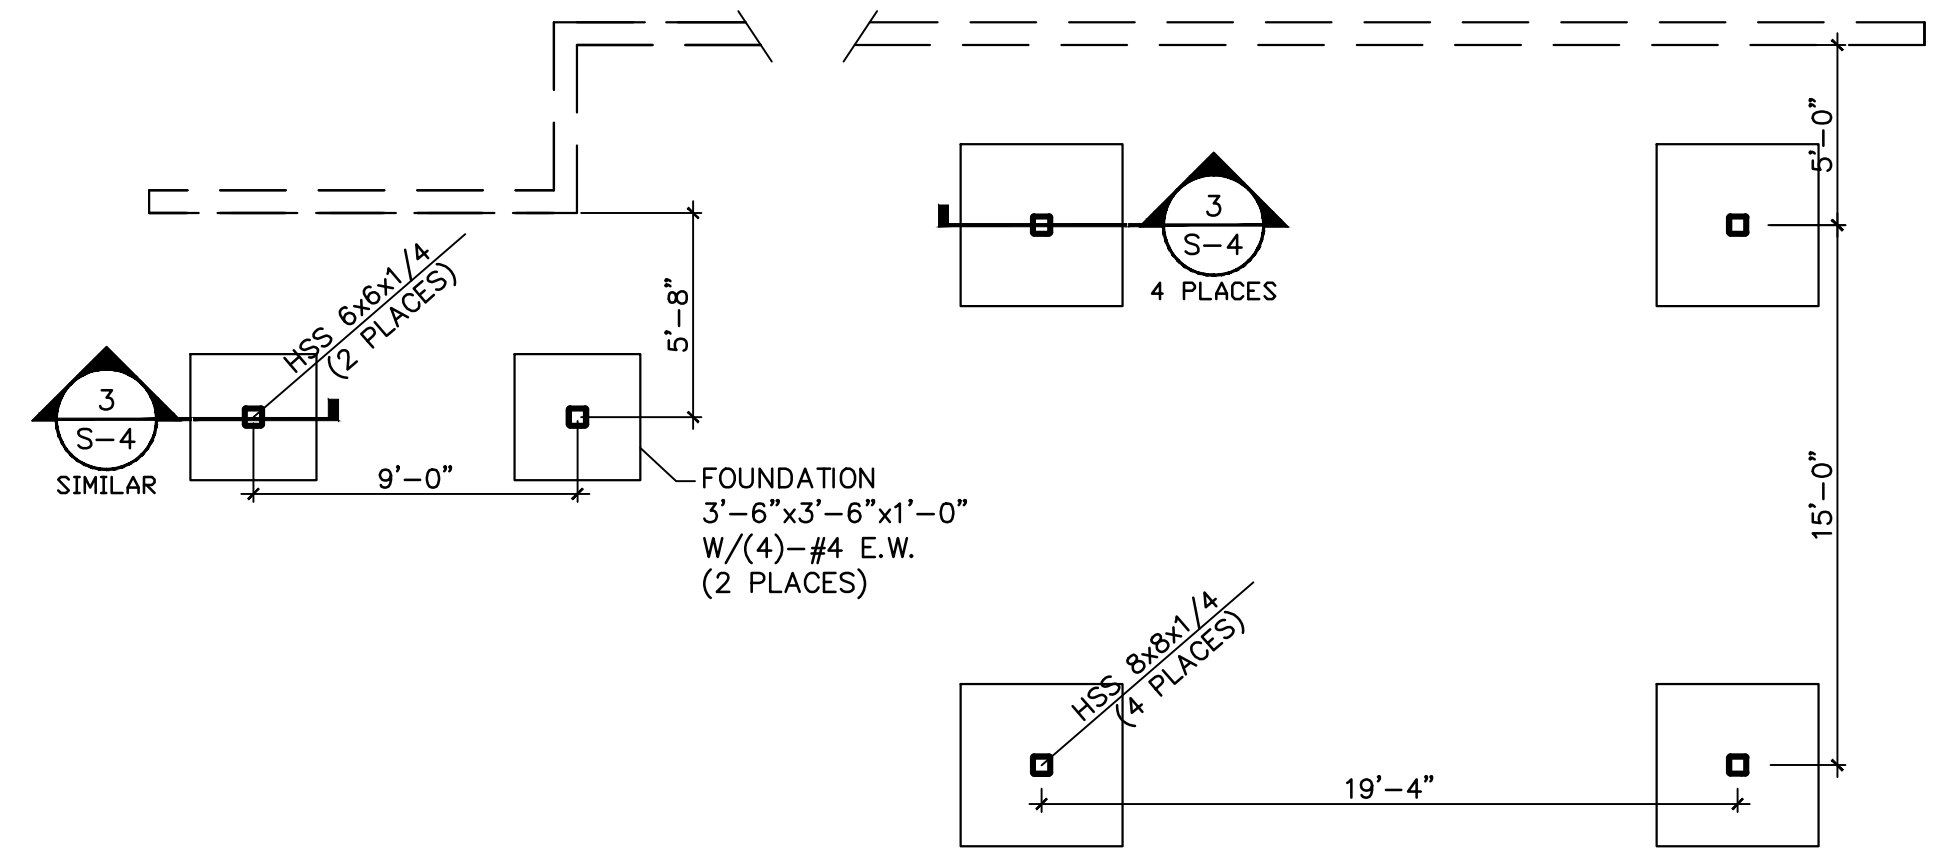 5'-0"
3
S-4
4 PLACES
HSS 6x6x1/4
(2 PLACES)
5'-8"
3
S-4
SIMILAR
9'-0"
FOUNDATION
3'-6"x3'-6"x1'-0"
W/(4)-#4 E.W.
(2 PLACES)
15'-0"
HSS 8x8x1/4
(4 PLACES)
19'-4"